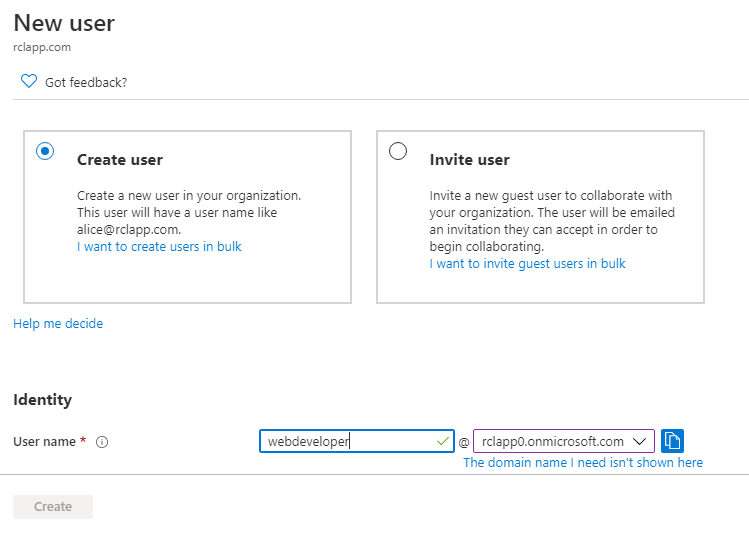 New user
rclapp.com
Got feedback?
Create user
Create a new user in your organization.
This user will have a user name like
alice@rclapp.com.
I want to create users in bulk
Invite user
Invite a new guest user to collaborate with
your organization. The user will be emailed
an invitation they can accept in order to
begin collaborating.
I want to invite guest users in bulk
Help me decide
Identity
User name * webdeveloper @ rclapp0.onmicrosoft.com
The domain name I need isn't shown here
Create